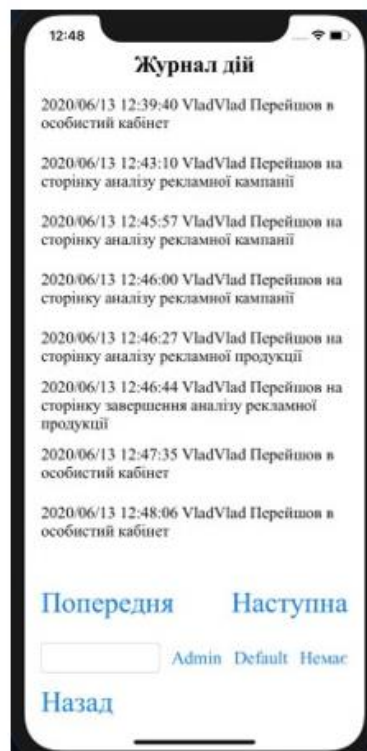 12:48
Журнал дій
2020/06/13 12:39:40 VladVlad Перейшов в
особистий кабінет
2020/06/13 12:43:10 VladVlad Перейшов на
сторінку аналізу рекламної кампанії
2020/06/13 12:45:57 VladVlad Перейшов на
сторінку аналізу рекламної кампанії
2020/06/13 12:46:00 VladVlad Перейшов на
сторінку аналізу рекламної кампанії
2020/06/13 12:46:27 VladVlad Перейшов на
сторінку аналізу рекламної продукції
2020/06/13 12:46:44 VladVlad Перейшов на
сторінку завершення аналізу рекламної
продукції
2020/06/13 12:47:35 VladVlad Перейшов в
особистий кабінет
2020/06/13 12:48:06 VladVlad Перейшов в
особистий кабінет
Попередня Наступна
Admin Default Немає
Назад